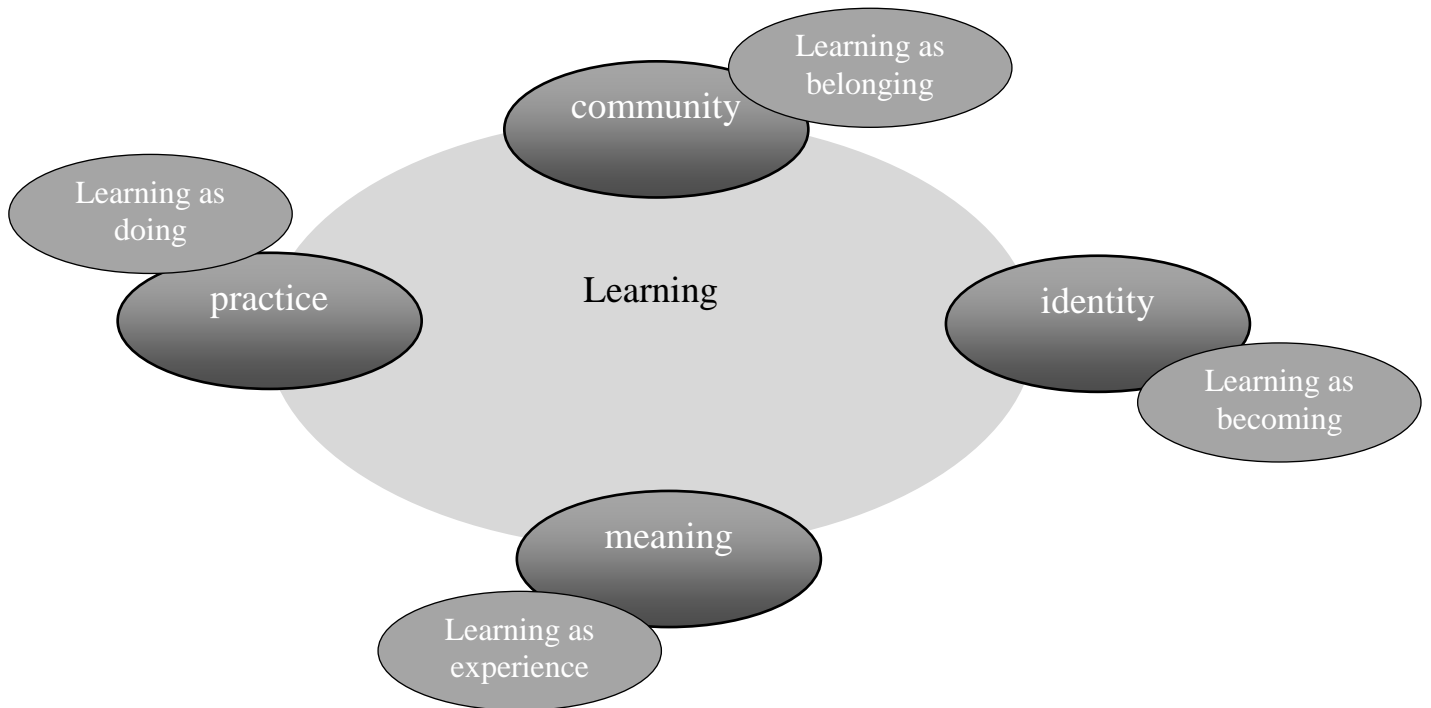 Learning as
belonging
community
Learning as
doing
practice
Learning
identity
Learning as
becoming
meaning
Learning as
experience